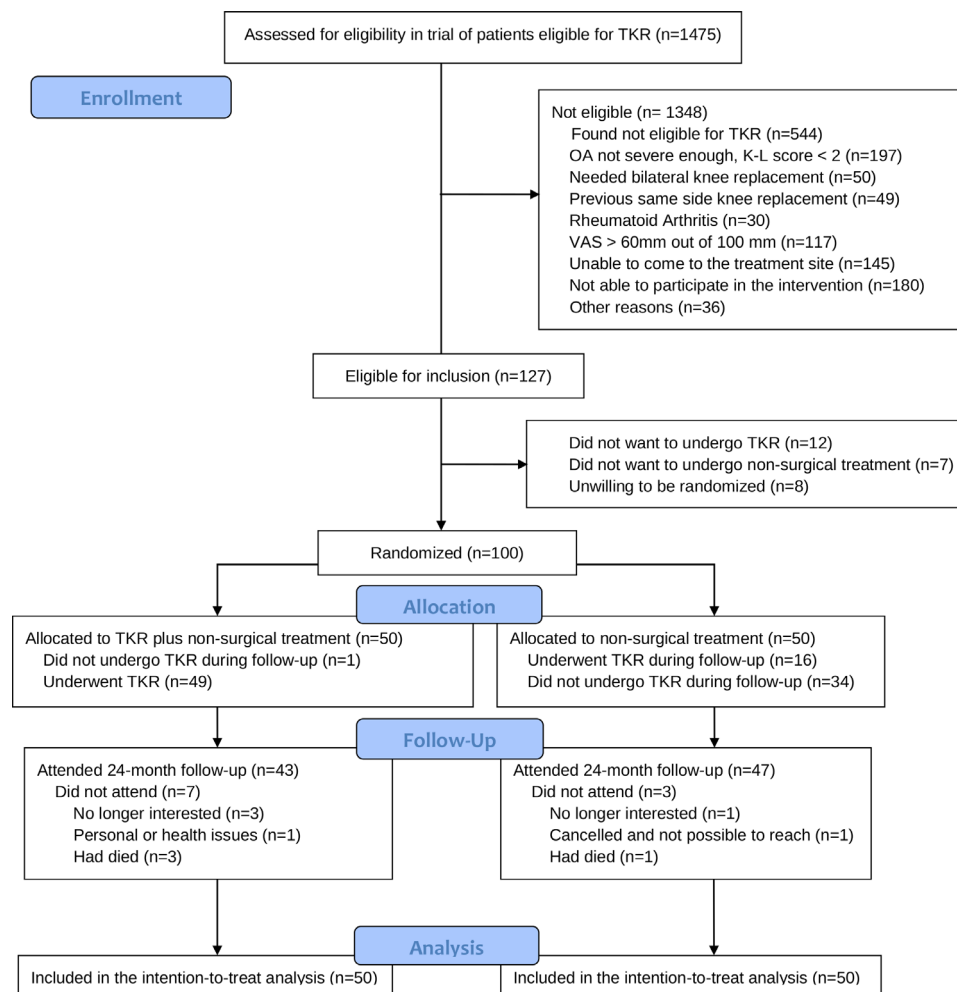 Assessed for eligibility in trial of patients eligible for TKR (n=1475)
Enrollment
Not eligible (n= 1348)
Found not eligible for TKR (n=544)
OA not severe enough, K-L score < 2 (n=197)
Needed bilateral knee replacement (n=50)
Previous same side knee replacement (n=49)
Rheumatoid Arthritis (n=30)
VAS > 60mm out of 100 mm (n=117)
Unable to come to the treatment site (n=145)
Not able to participate in the intervention (n=180)
Other reasons (n=36)
Eligible for inclusion (n=127)
Did not want to undergo TKR (n=12)
Did not want to undergo non-surgical treatment (n=7)
Unwilling to be randomized (n=8)
Randomized (n=100)
Allocation
Allocated to TKR plus non-surgical treatment (n=50)
Did not undergo TKR during follow-up (n=1)
Underwent TKR (n=49)
Allocated to non-surgical treatment (n=50)
Underwent TKR during follow-up (n=16)
Did not undergo TKR during follow-up (n=34)
Follow-Up
Attended 24-month follow-up (n=43)
Did not attend (n=7)
No longer interested (n=3)
Personal or health issues (n=1)
Had died (n=3)
Attended 24-month follow-up (n=47)
Did not attend (n=3)
No longer interested (n=1)
Cancelled and not possible to reach (n=1)
Had died (n=1)
Analysis
Included in the intention-to-treat analysis (n=50)
Included in the intention-to-treat analysis (n=50)